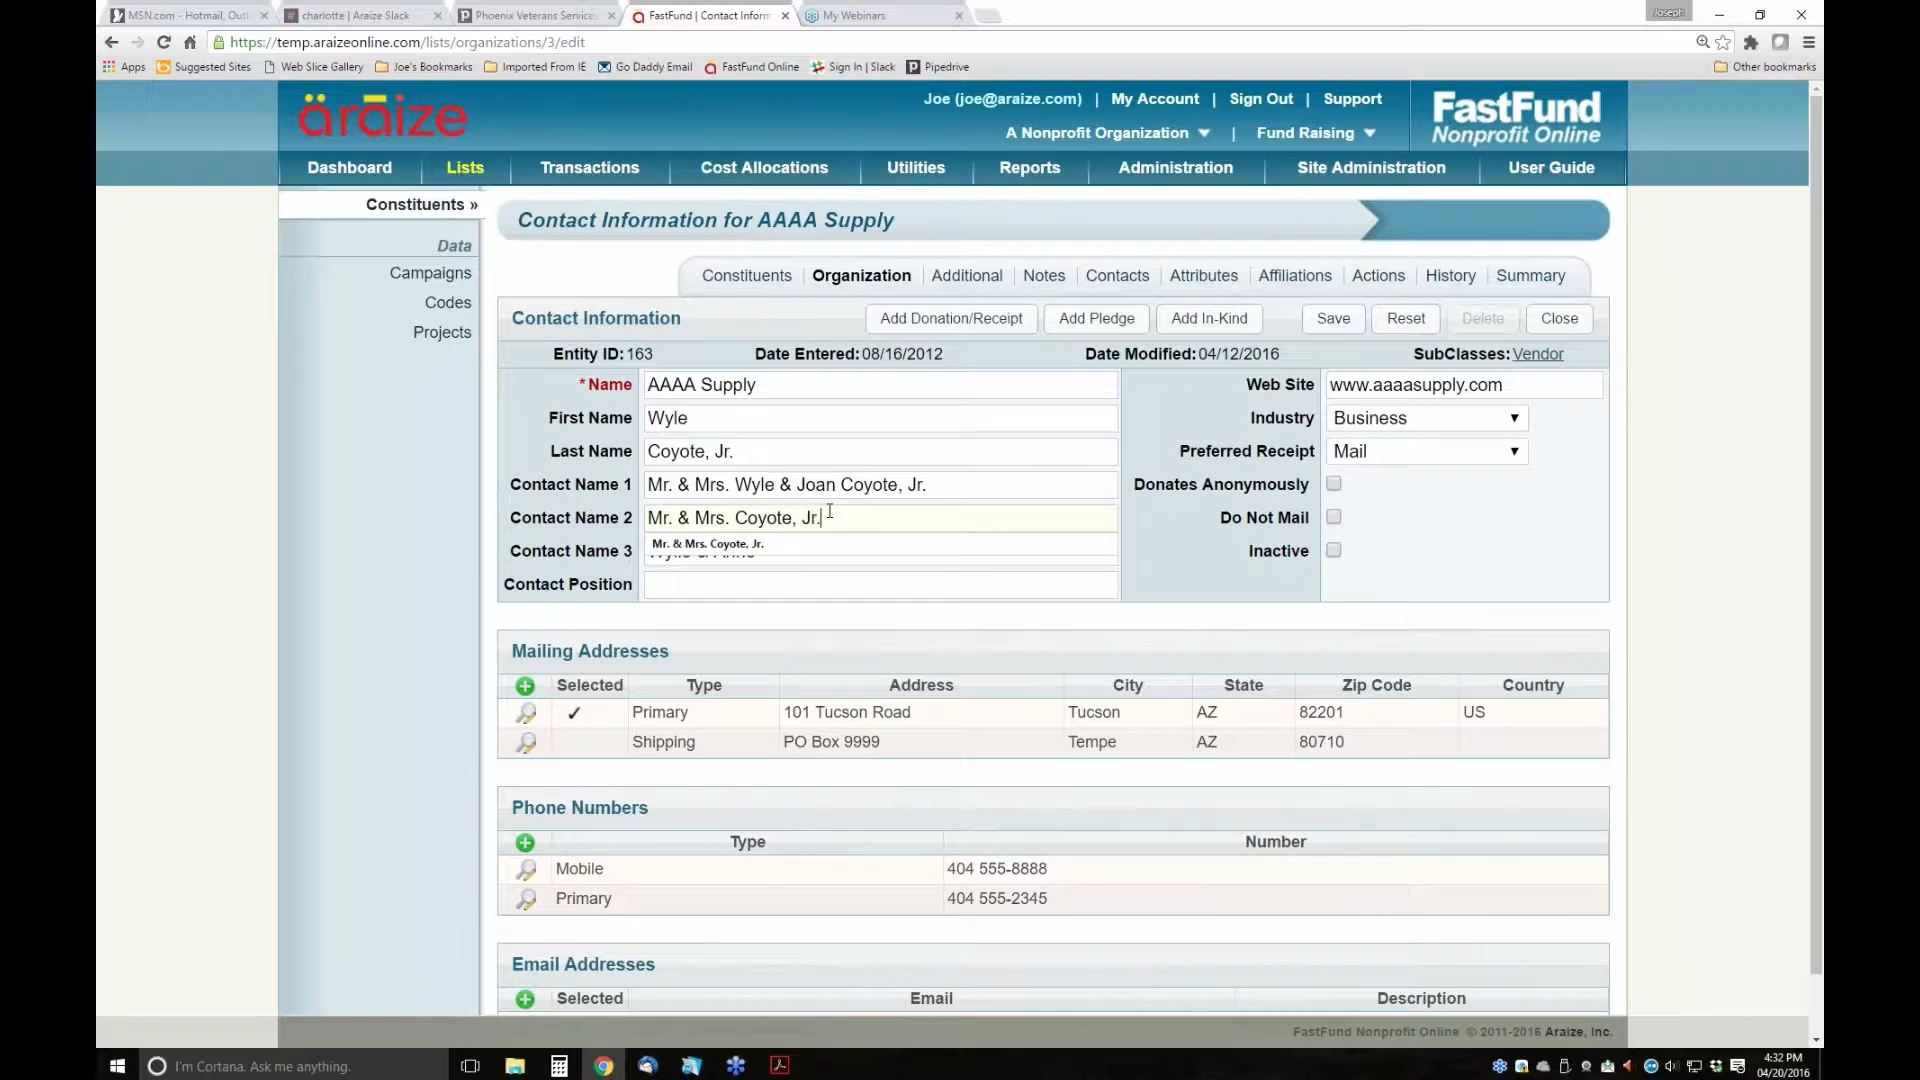 MSN.com - Hotmail, Outl
charlotte | Araize Slack
Phoenix Veterans Service
FastFund | Contact Inform
My Webinars
Joseph
https://temp.araizeonline.com/lists/organizations/3/edit
Apps
Suggested Sites
Web Slice Gallery
Joe's Bookmarks
Imported From IE
Go Daddy Email
FastFund Online
Sign In | Slack
Pipedrive
Other bookmarks
äraize
Joe (joe@araize.com) | My Account | Sign Out | Support
A Nonprofit Organization | Fund Raising
FastFund
Nonprofit Online
Dashboard Lists Transactions Cost Allocations Utilities Reports Administration Site Administration User Guide
Constituents »
Data
Campaigns
Codes
Projects
Contact Information for AAAA Supply
Constituents Organization Additional Notes Contacts Attributes Affiliations Actions History Summary
Contact Information Add Donation/Receipt Add Pledge Add In-Kind Save Reset Delete Close
Entity ID: 163 Date Entered: 08/16/2012 Date Modified: 04/12/2016 SubClasses: Vendor
* Name AAAA Supply Web Site www.aaaasupply.com
First Name Wyle Industry Business
Last Name Coyote, Jr. Preferred Receipt Mail
Contact Name 1 Mr. & Mrs. Wyle & Joan Coyote, Jr. Donates Anonymously
Contact Name 2 Mr. & Mrs. Coyote, Jr. Do Not Mail
Mr. & Mrs. Coyote, Jr.
Contact Name 3 Inactive
Contact Position
Mailing Addresses
Selected Type Address City State Zip Code Country
✓ Primary 101 Tucson Road Tucson AZ 82201 US
Shipping PO Box 9999 Tempe AZ 80710
Phone Numbers
Type Number
Mobile 404 555-8888
Primary 404 555-2345
Email Addresses
Selected Email Description
FastFund Nonprofit Online © 2011-2016 Araize, Inc.
I'm Cortana. Ask me anything.
4:32 PM
04/20/2016